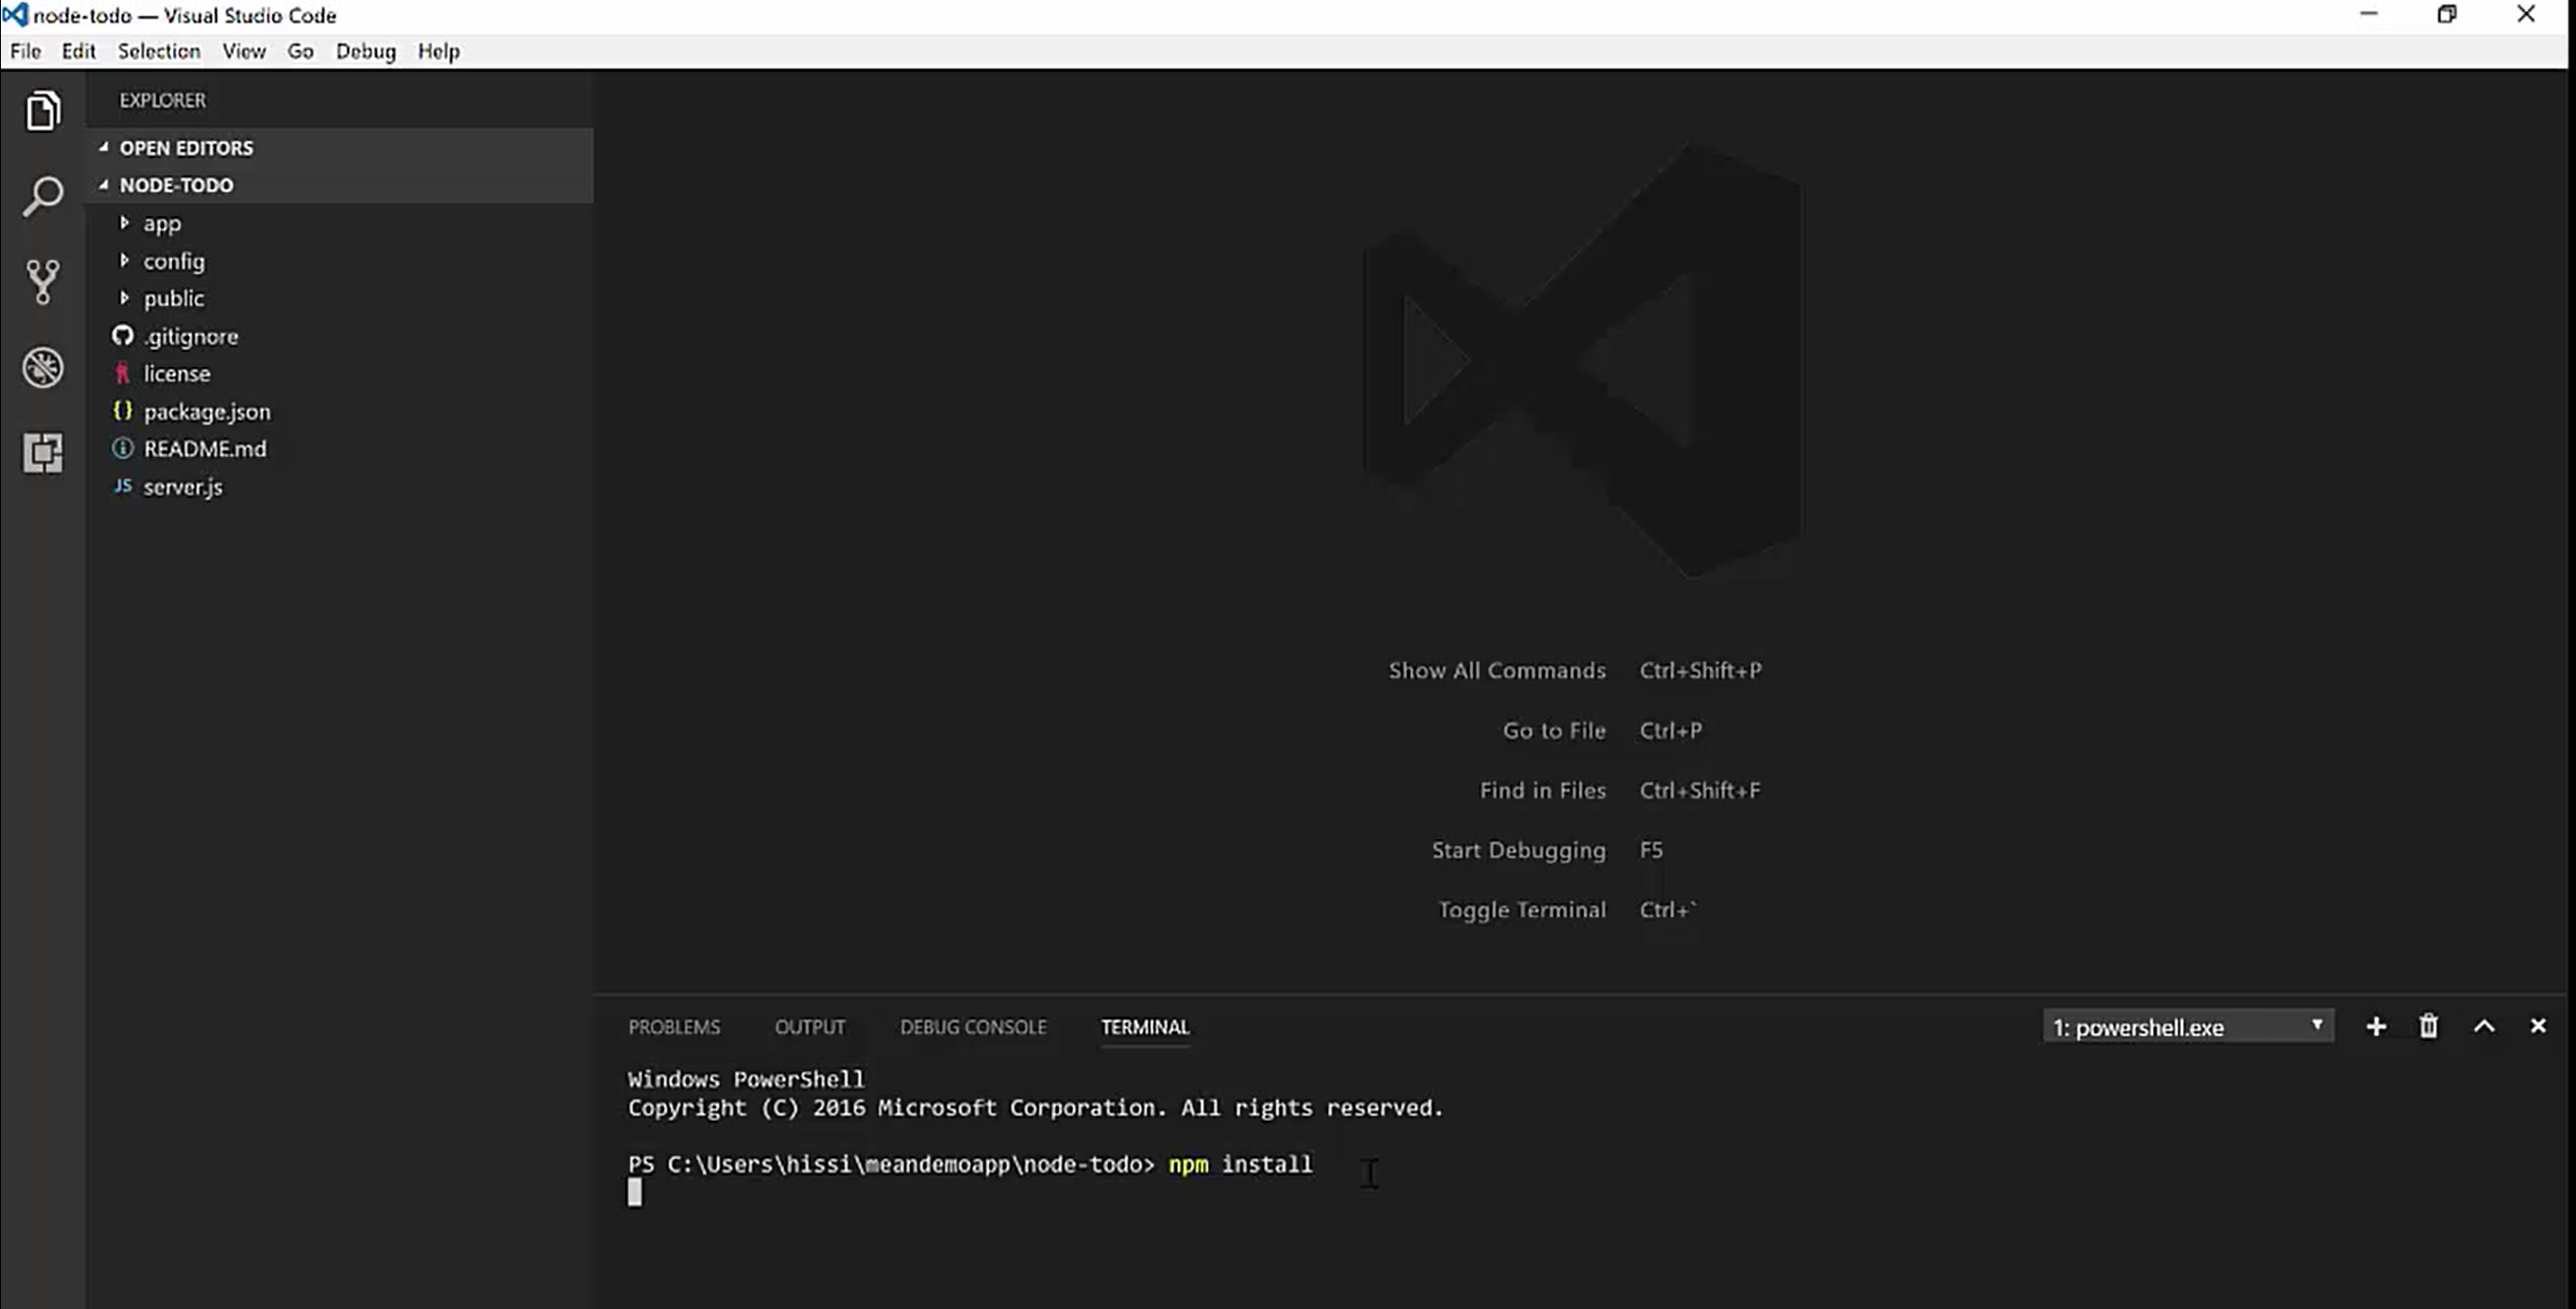 node-todo — Visual Studio Code
File Edit Selection View Go Debug Help
EXPLORER
OPEN EDITORS
NODE-TODO
app
config
public
.gitignore
license
{} package.json
README.md
JS server.js
Show All Commands Ctrl+Shift+P
Go to File Ctrl+P
Find in Files Ctrl+Shift+F
Start Debugging F5
Toggle Terminal Ctrl+`
PROBLEMS OUTPUT DEBUG CONSOLE TERMINAL 1: powershell.exe
Windows PowerShell
Copyright (C) 2016 Microsoft Corporation. All rights reserved.
PS C:\Users\hissi\meandemoapp\node-todo> npm install